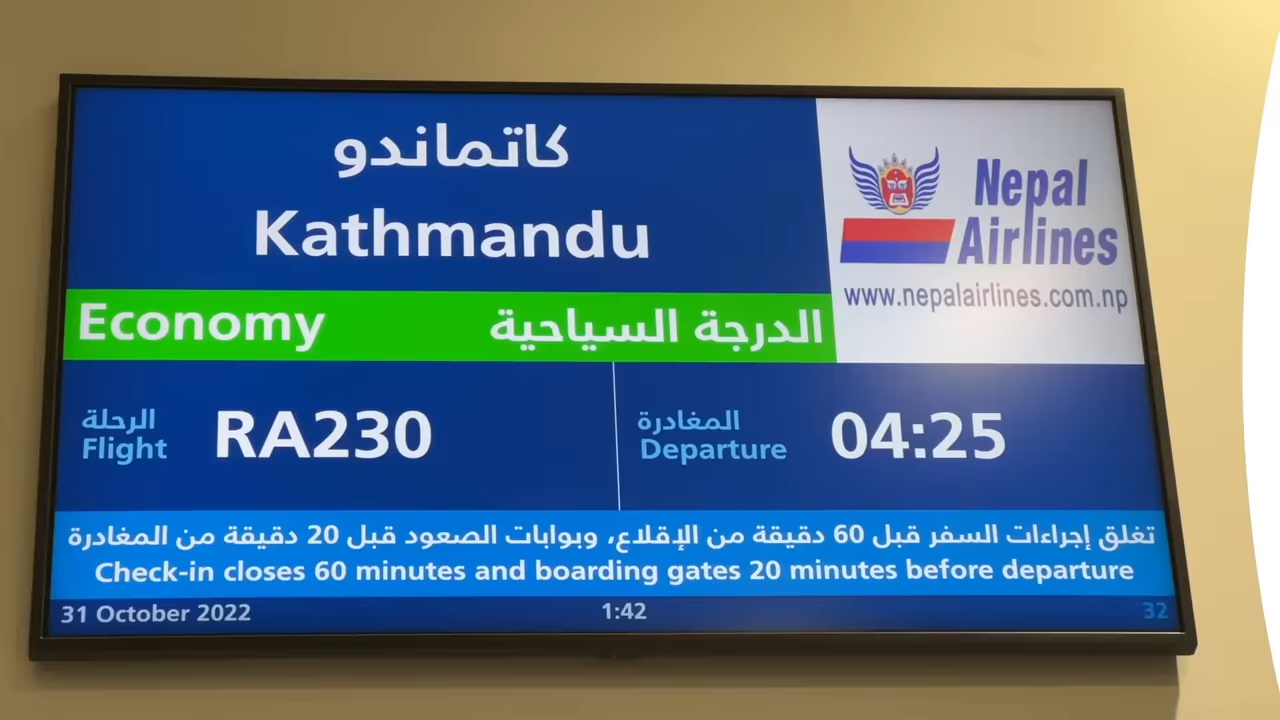 كاتماندو
Kathmandu
Nepal
Airlines
www.nepalairlines.com.np
Economy الدرجة السياحية
الرحلة
Flight
RA230
المغادرة
Departure
04:25
تغلق إجراءات السفر قبل 60 دقيقة من الإقلاع، وبوابات الصعود قبل 20 دقيقة من المغادرة
Check-in closes 60 minutes and boarding gates 20 minutes before departure
31 October 2022 1:42 32